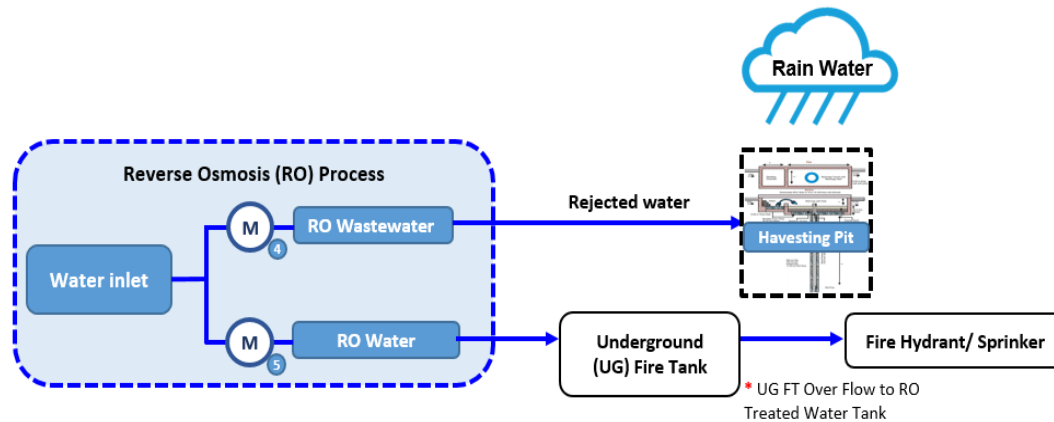 Rain Water
Reverse Osmosis (RO) Process
M
4
RO Wastewater
Rejected water
Havesting Pit
Water inlet
M
5
RO Water
Underground
(UG) Fire Tank
Fire Hydrant/ Sprinker
* UG FT Over Flow to RO
Treated Water Tank